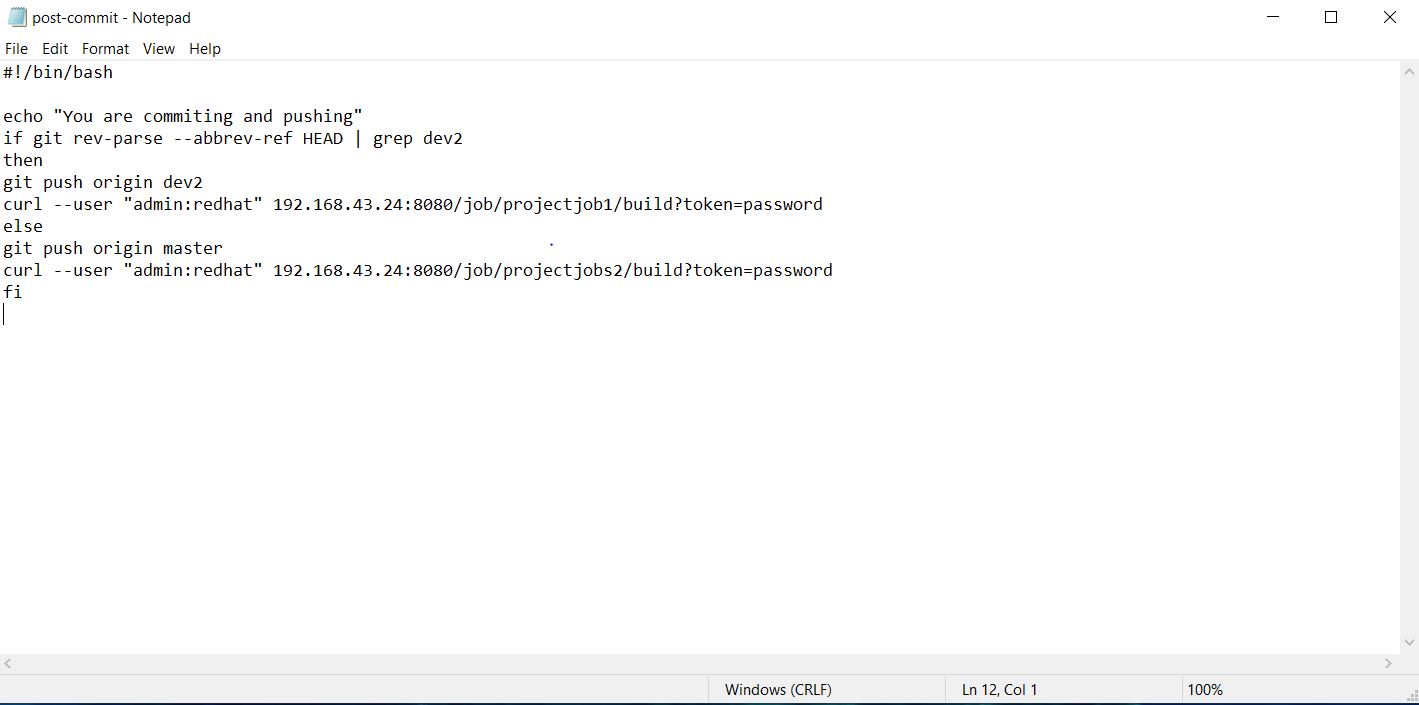 post-commit - Notepad
File Edit Format View Help
#!/bin/bash
echo "You are commiting and pushing"
if git rev-parse --abbrev-ref HEAD | grep dev2
then
git push origin dev2
curl --user "admin:redhat" 192.168.43.24:8080/job/projectjob1/build?token=password
else
git push origin master
curl --user "admin:redhat" 192.168.43.24:8080/job/projectjobs2/build?token=password
fi
Windows (CRLF) Ln 12, Col 1 100%